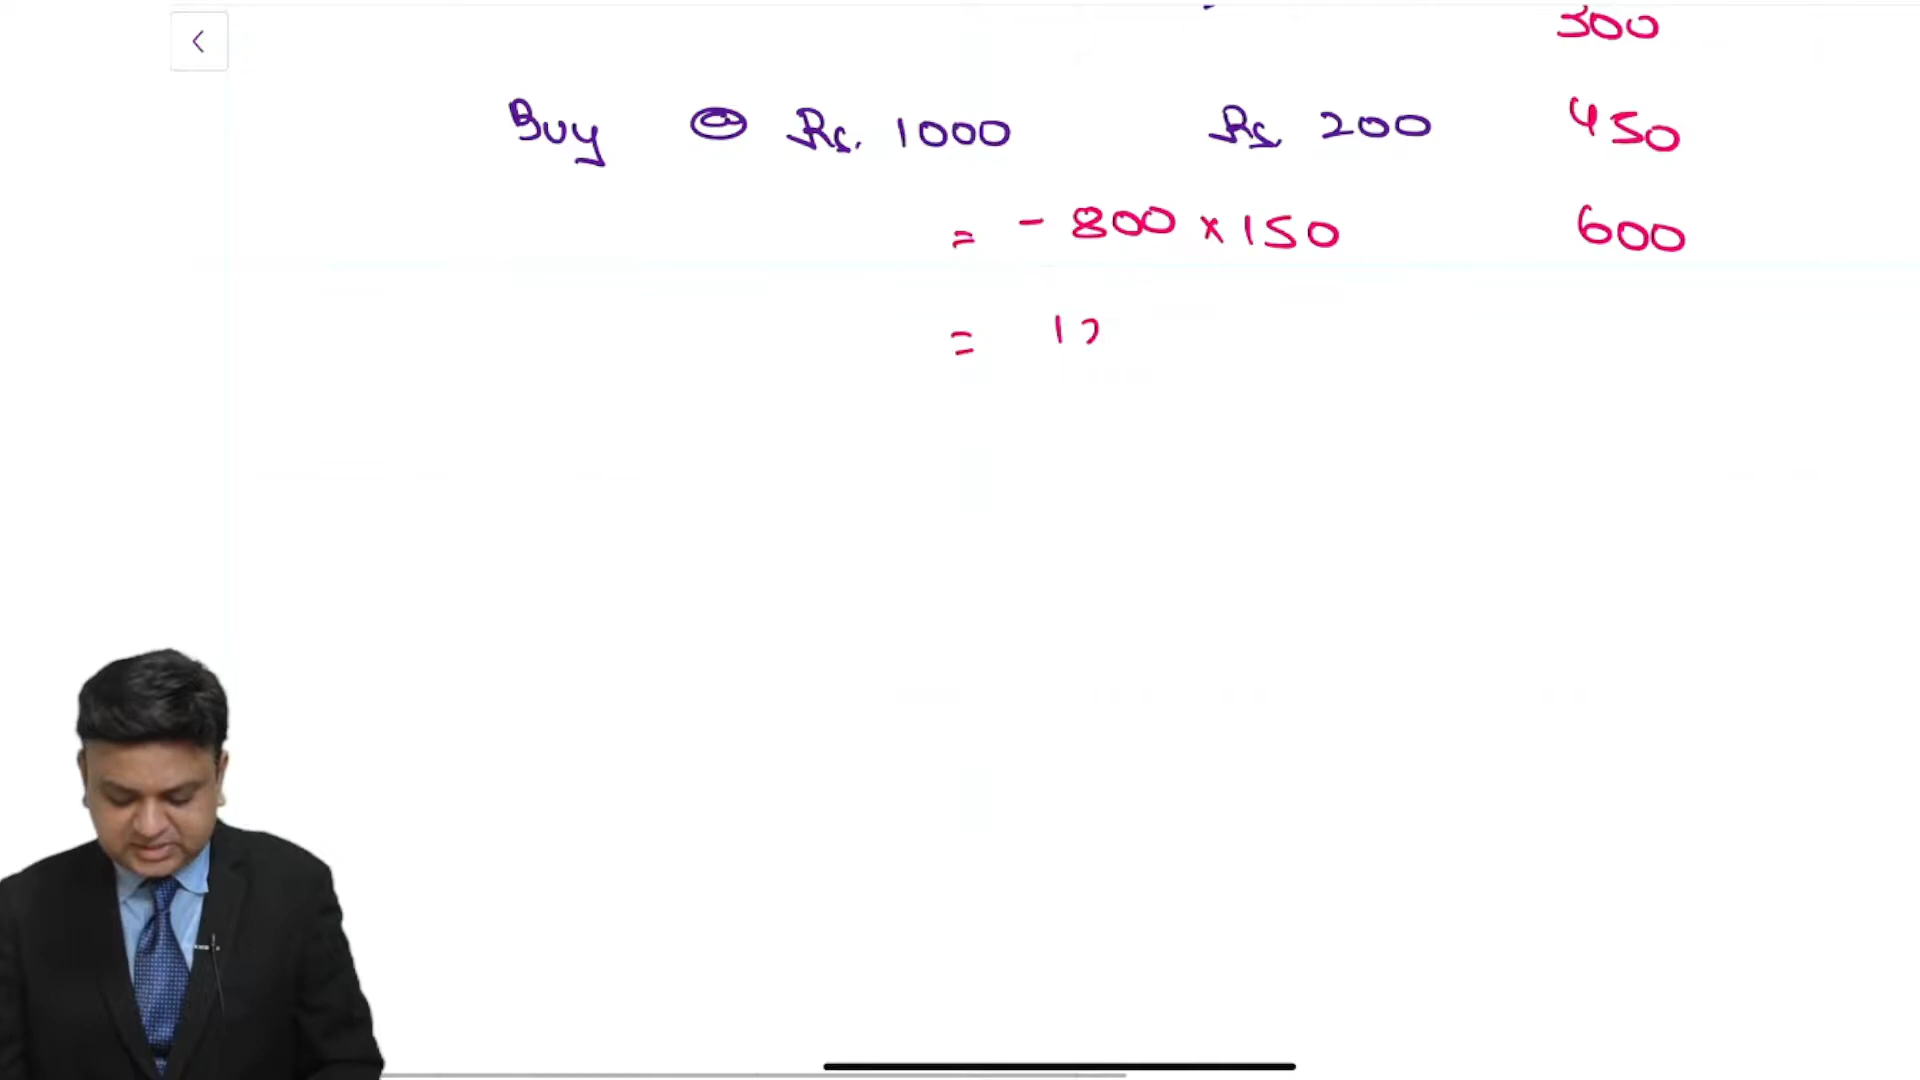 300
Buy @ Rs. 1000 Rs. 200 450
= - 800 x 150 600
= 12